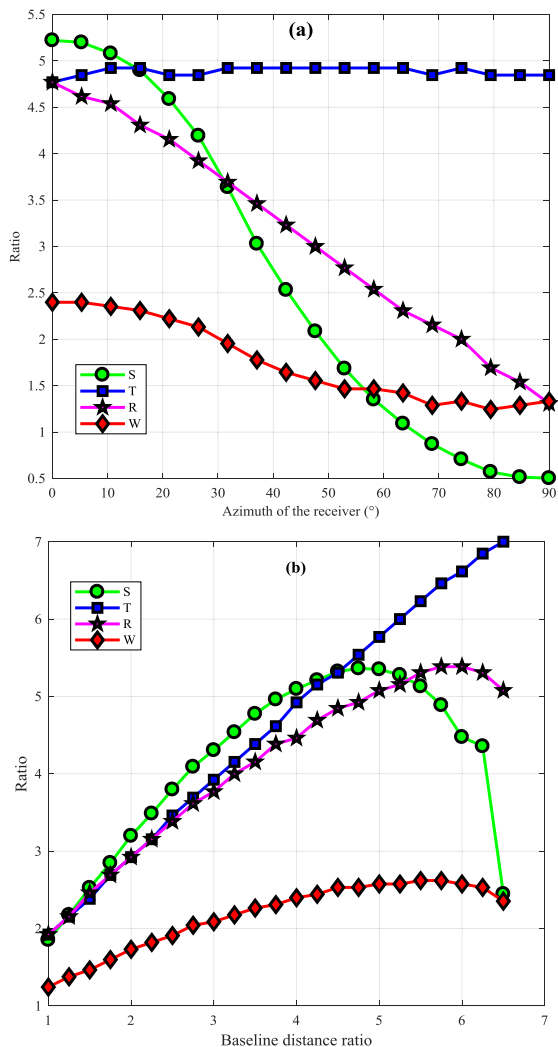 (a)
5.5
5
4.5
4
3.5
3
2.5
2
1.5
1
0.5
Ratio
S
T
R
W
0 10 20 30 40 50 60 70 80 90
Azimuth of the receiver (°)
(b)
7
6
5
4
3
2
1
Ratio
S
T
R
W
1 2 3 4 5 6 7
Baseline distance ratio